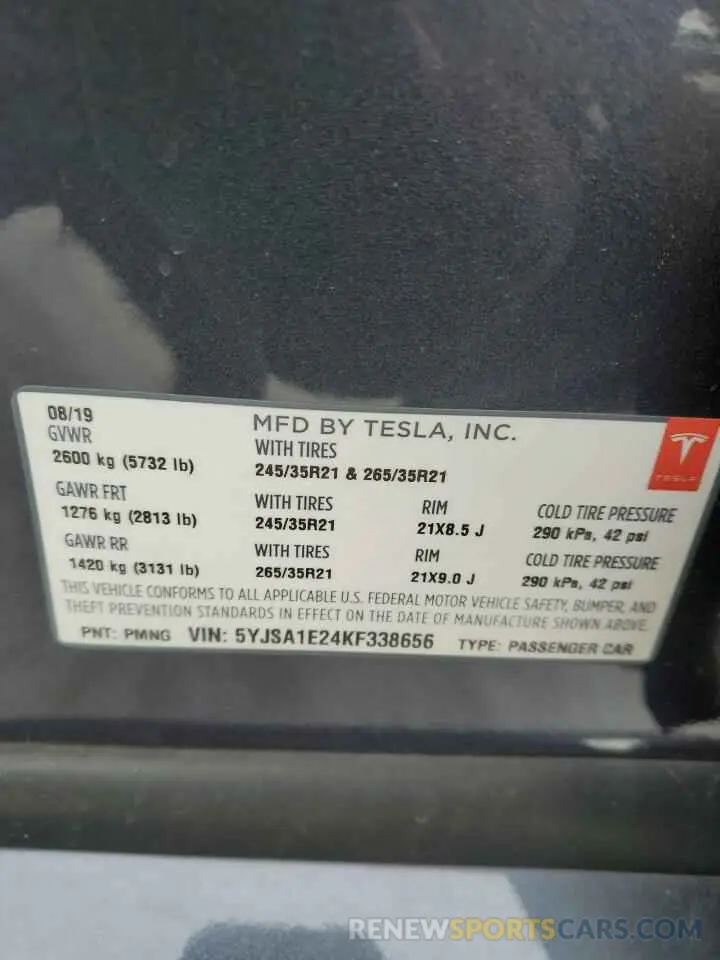 08/19
MFD BY TESLA, INC.
GVWR
2600 kg (5732 lb)
WITH TIRES
245/35R21 & 265/35R21
TESLA
GAWR FRT
1276 kg (2813 lb)
WITH TIRES
245/35R21
RIM
21X8.5 J
COLD TIRE PRESSURE
290 kPa, 42 psi
GAWR RR
1420 kg (3131 lb)
WITH TIRES
265/35R21
RIM
21X9.0 J
COLD TIRE PRESSURE
290 kPa, 42 psi
THIS VEHICLE CONFORMS TO ALL APPLICABLE U.S. FEDERAL MOTOR VEHICLE SAFETY, BUMPER, AND
THEFT PREVENTION STANDARDS IN EFFECT ON THE DATE OF MANUFACTURE SHOWN ABOVE.
PNT: PMNG VIN: 5YJSA1E24KF338656 TYPE: PASSENGER CAR
RENEWSPORTSCARS.COM